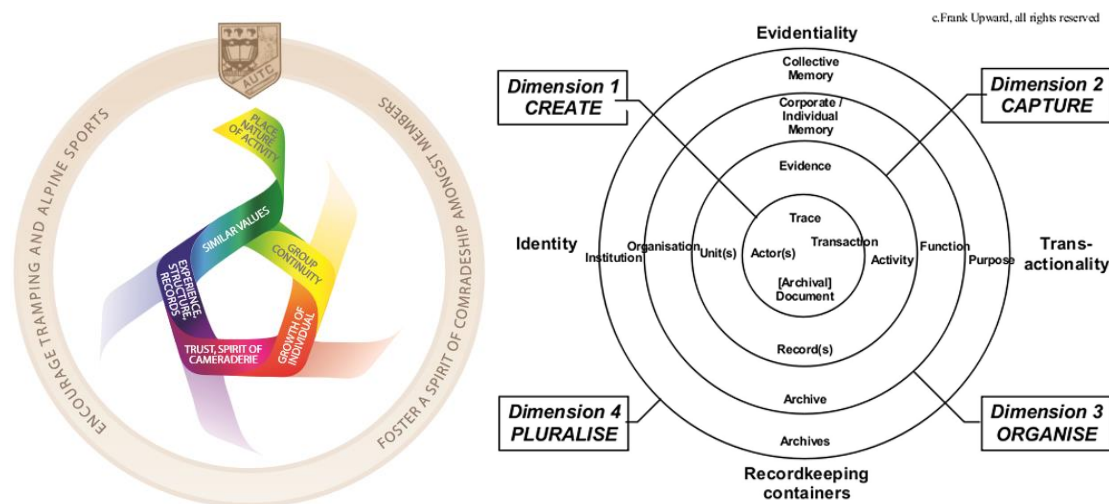 AUTC
ENCOURAGE TRAMPING AND ALPINE SPORTS
FOSTER A SPIRIT OF COMRADESHIP AMONGST MEMBERS
PLACE,
NATURE
OF ACTIVITY
SIMILAR VALUES
GROUP
CONTINUITY
EXPERIENCE,
STRUCTURE,
RECORDS
TRUST, SPIRIT OF
CAMERADERIE
GROWTH OF
INDIVIDUAL
c.Frank Upward, all rights reserved
Evidentiality
Collective
Memory
Dimension 1
CREATE
Dimension 2
CAPTURE
Corporate /
Individual
Memory
Evidence
Trace
Identity
Institution
Organisation
Unit(s)
Actor(s)
Transaction
Activity
Function
Purpose
Trans-
actionality
[Archival]
Document
Record(s)
Archive
Dimension 4
PLURALISE
Dimension 3
ORGANISE
Archives
Recordkeeping
containers